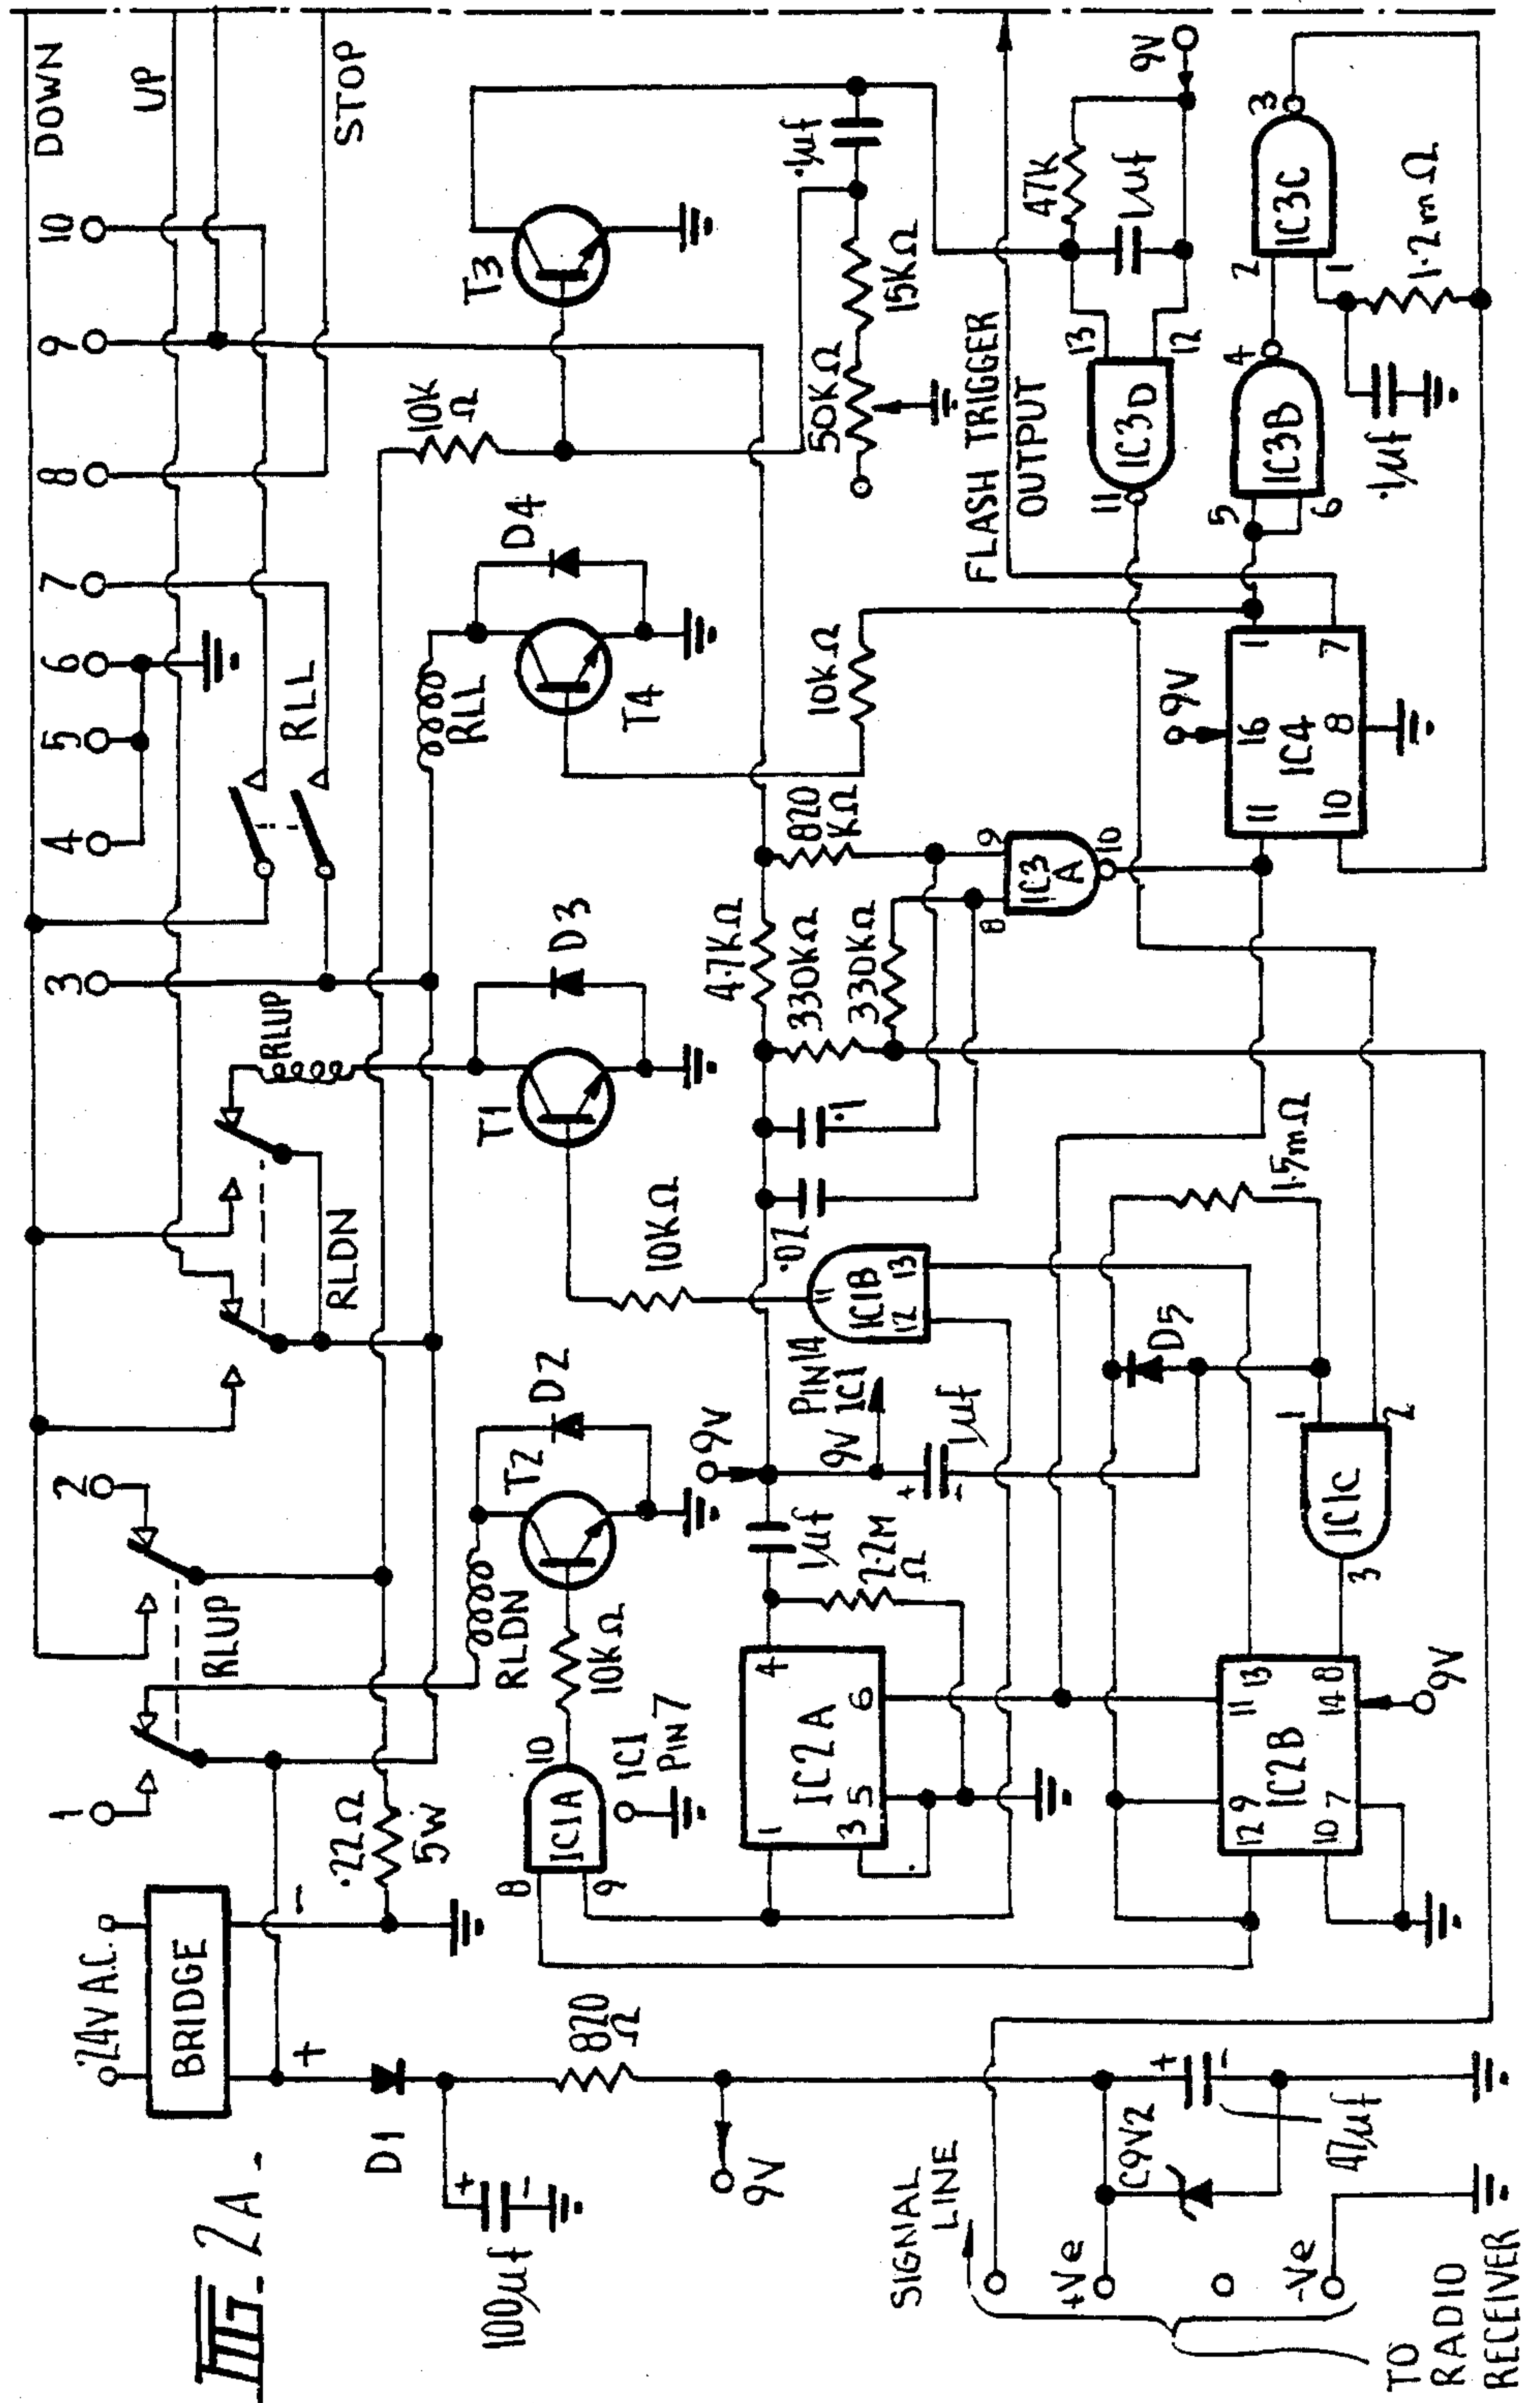 FIG. 2A.
24V A.C.
BRIDGE
+
-
D1
100µf
+
-
820
Ω
9V
.22Ω
5W
1
2
3
4
5
6
7
8
9
10
DOWN
UP
STOP
RLUP
RLDN
RLUP
RLL
RLL
RLDN
T2
D2
T1
D3
T4
D4
T3
10K
Ω
10KΩ
10KΩ
10KΩ
IC1A
8
9
10
IC1
PIN 7
9V
PIN 14
9V IC1
1µf
2.2M
Ω
+
-
1µf
IC2A
1
3
4
5
6
IC1B
11
12
13
.02
.1
4.7KΩ
330KΩ
330KΩ
820
KΩ
IC3
A
8
9
10
.1µf
15KΩ
50KΩ
FLASH TRIGGER
OUTPUT
47K
1µf
9V
IC3D
11
12
13
IC3C
1
2
3
IC3B
4
5
6
1.2mΩ
.1µf
9V
IC4
1
7
8
10
11
16
1.5mΩ
D5
IC1C
1
2
3
IC2B
7
8
9
10
11
12
13
14
9V
SIGNAL
LINE
+Ve
-Ve
C9V2
+
-
47µf
TO
RADIO
RECEIVER